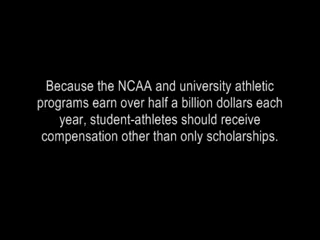 Because the NCAA and university athletic
programs earn over half a billion dollars each
year, student-athletes should receive
compensation other than only scholarships.